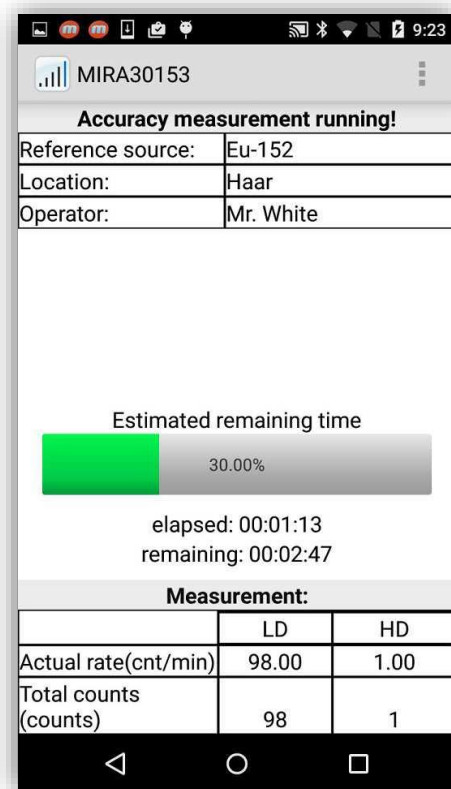 9:23
MIRA30153
Accuracy measurement running!
Reference source: Eu-152
Location: Haar
Operator: Mr. White
Estimated remaining time
30.00%
elapsed: 00:01:13
remaining: 00:02:47
Measurement:
LD HD
Actual rate(cnt/min) 98.00 1.00
Total counts
(counts) 98 1